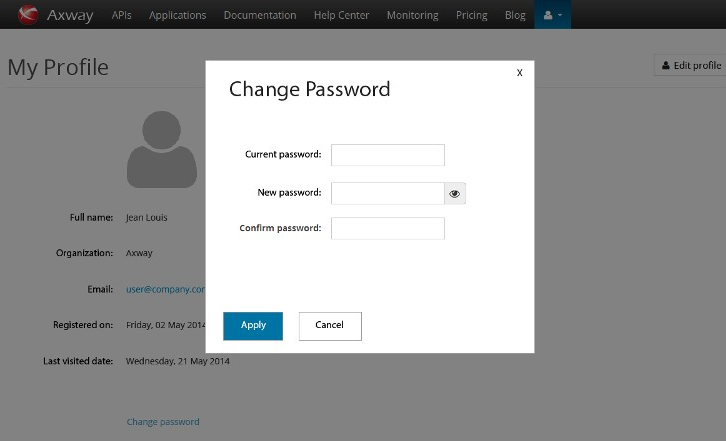 Axway APIs Applications Documentation Help Center Monitoring Pricing Blog
My Profile
Edit profile
X
Change Password
Current password:
New password:
Confirm password:
Apply Cancel
Full name: Jean Louis
Organization: Axway
Email: user@company.cor
Registered on: Friday, 02 May 2014
Last visited date: Wednesday, 21 May 2014
Change password